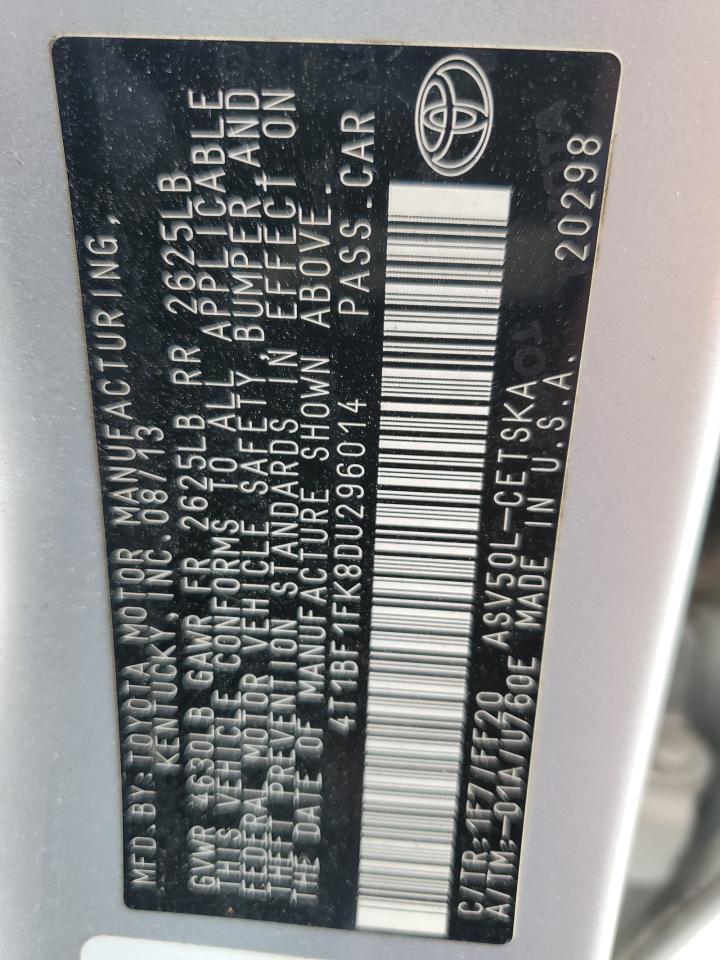 MFD.BY:TOYOTA MOTOR MANUFACTURING,
KENTUCKY,INC.08/13
GVWR 4630LB GAWR FR 2625LB RR 2625LB
THIS VEHICLE CONFORMS TO ALL APPLICABLE
FEDERAL MOTOR VEHICLE SAFETY, BUMPER, AND
THEFT PREVENTION STANDARDS IN EFFECT ON
THE DATE OF MANUFACTURE SHOWN ABOVE.
4T1BF1FK8DU296014 PASS.CAR
C/TR:1F7/FF20 ASV50L-CETSKA
A/TM:-01A/U760E MADE IN U.S.A.
20298